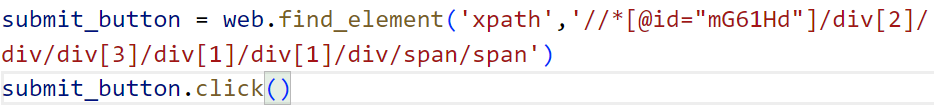 submit_button = web.find_element('xpath','//*[@id="mG61Hd"]/div[2]/
div/div[3]/div[1]/div[1]/div/span/span')
submit_button.click()